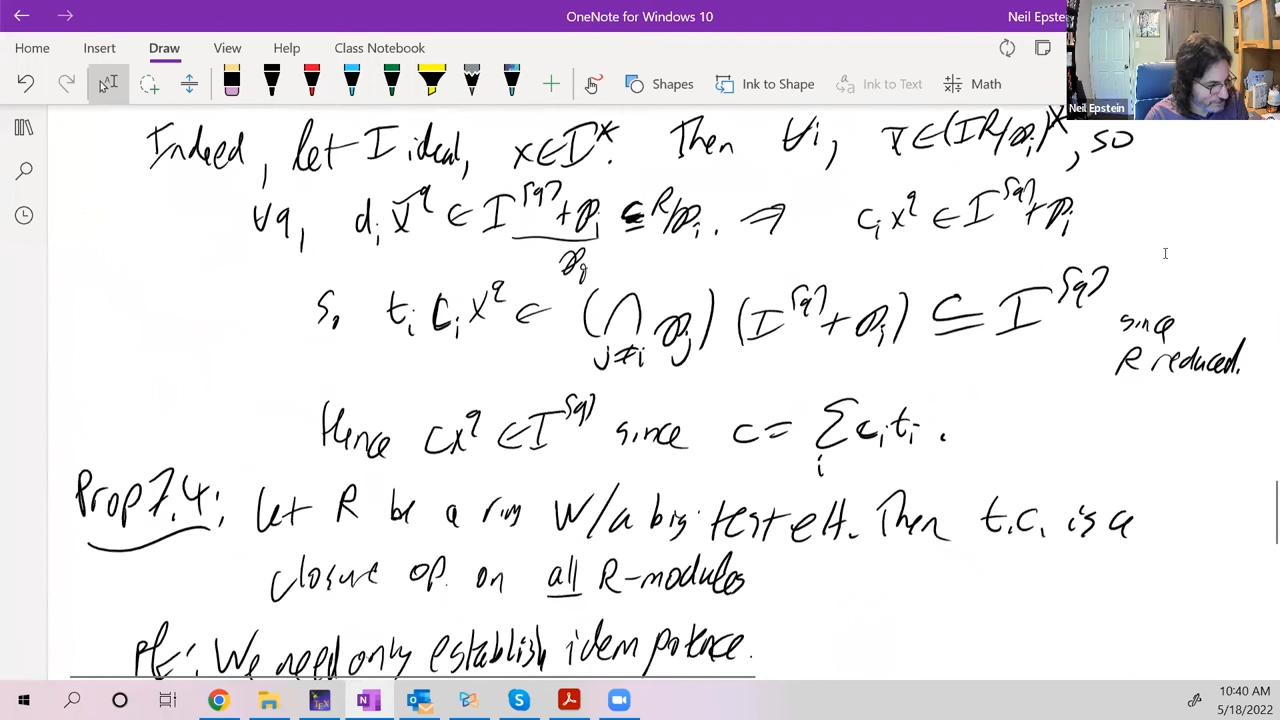 OneNote for Windows 10
Neil Epste
Home Insert Draw View Help Class Notebook
Shapes Ink to Shape Ink to Text Math
Neil Epstein
Indeed, let I ideal, x∈I*. Then ∀i, x̄∈(IR/𝔭ᵢ)*, so
∀q, dᵢ x̄^q ∈ I^[q]+𝔭ᵢ ⊆ R/𝔭ᵢ. ⇒ cᵢ x^q ∈ I^[q]+𝔭ᵢ
So tᵢ cᵢ x^q ∈ (⋂_{j≠i} 𝔭ⱼ) (I^[q]+𝔭ᵢ) ⊆ I^[q] since
R reduced.
Hence cx^q ∈ I^[q] since c = ∑_i cᵢtᵢ.
Prop 7.4: Let R be a ring w/a big test elt. Then t.c. is a
closure op. on all R-modules
Pf: We need only establish idempotence.
10:40 AM
5/18/2022